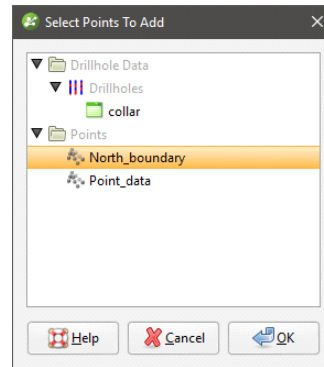 Select Points To Add
Drillhole Data
Drillholes
collar
Points
North_boundary
Point_data
Help Cancel OK